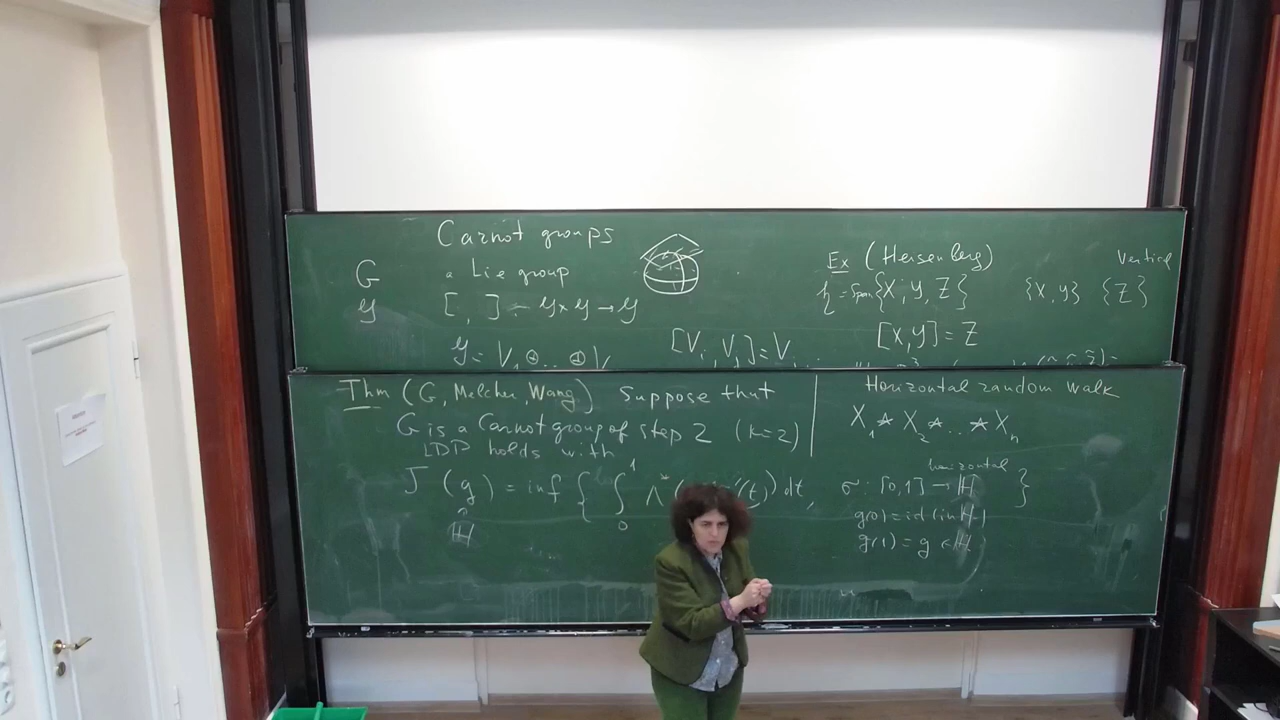 Carnot groups
G a Lie group
𝔤 [ , ] - 𝔤 × 𝔤 → 𝔤
𝔤 = V₁ ⊕ ... ⊕ V
[V₁, V₁] = V
Ex (Heisenberg)
Vertical
𝔥 = Span{X, Y, Z} {X, Y} {Z}
[X, Y] = Z
Thm (G, Melcher, Wang) Suppose that
G is a Carnot group of step 2 (k=2)
LDP holds with
J (g) = inf { ∫₀¹ Λ* (t)) dt, σ : [0,1] → ℍ }
horizontal
ℍ
g(0) = id (in ℍ)
g(1) = g ∈ ℍ
Horizontal random walk
X₁ ★ X₂ ★ .. ★ Xₙ